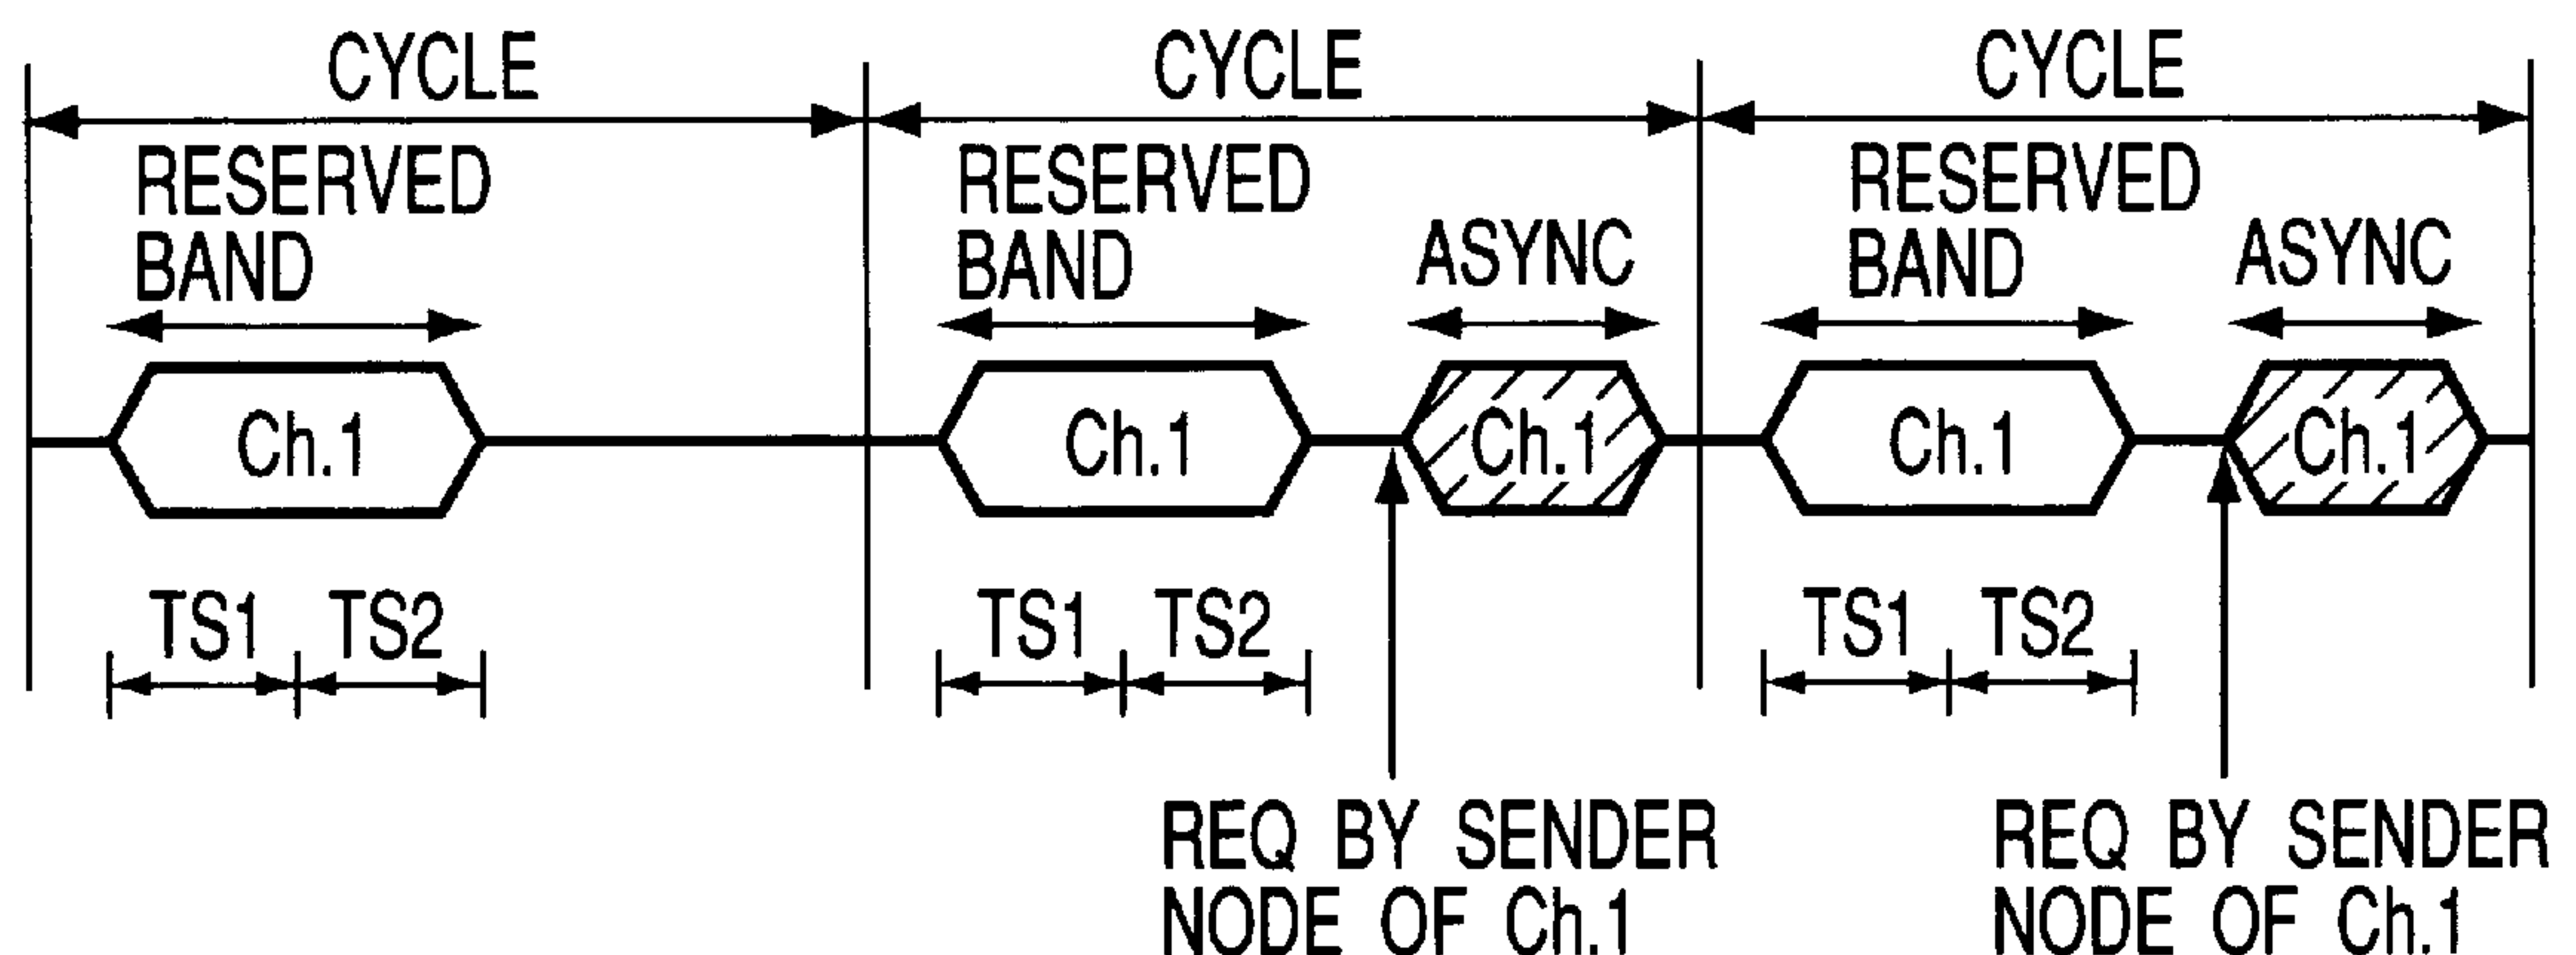 CYCLE CYCLE CYCLE
RESERVED BAND
RESERVED BAND
ASYNC
RESERVED BAND
ASYNC
Ch.1 Ch.1 Ch.1 Ch.1 Ch.1
TS1 TS2 TS1 TS2 TS1 TS2
REQ BY SENDER
NODE OF Ch.1
REQ BY SENDER
NODE OF Ch.1